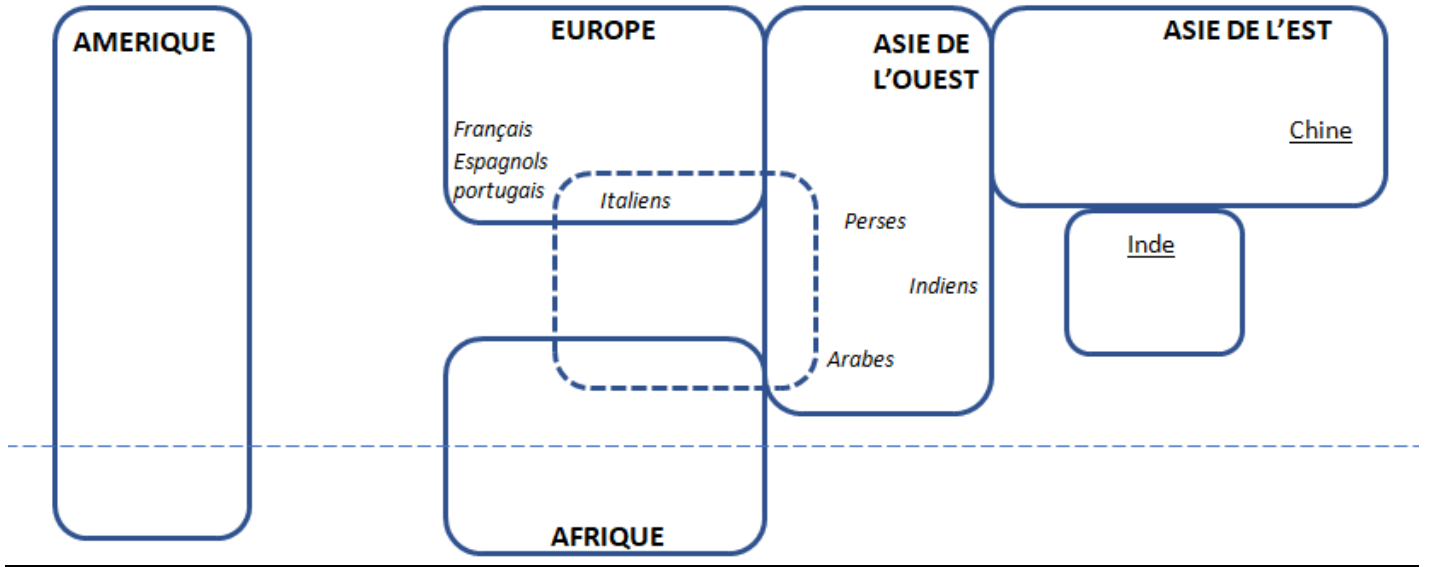 AMERIQUE
EUROPE
ASIE DE
L’OUEST
ASIE DE L’EST
Français
Espagnols
portugais
Italiens
Chine
Perses
Inde
Indiens
Arabes
AFRIQUE